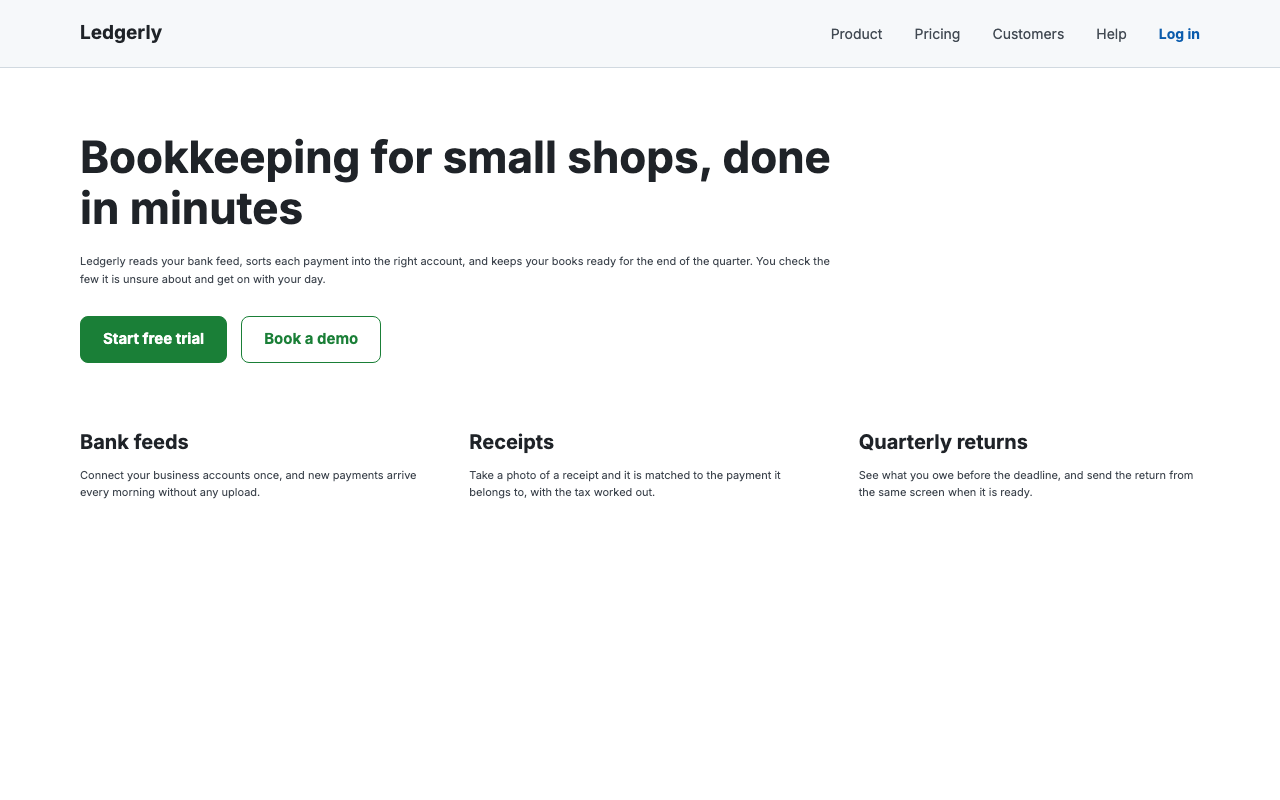 Ledgerly
Product
Pricing
Customers
Help
Log in
Bookkeeping for small shops, done
in minutes
Ledgerly reads your bank feed, sorts each payment into the right account, and keeps your books ready for the end of the quarter. You check the
few it is unsure about and get on with your day.
Start free trial
Book a demo
Bank feeds
Connect your business accounts once, and new payments arrive
every morning without any upload.
Receipts
Take a photo of a receipt and it is matched to the payment it
belongs to, with the tax worked out.
Quarterly returns
See what you owe before the deadline, and send the return from
the same screen when it is ready.